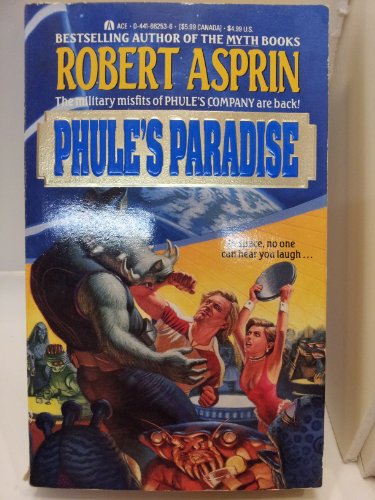 ACE • 0-441-66253-6 • [$5.99 CANADA] • $4.99 U.S.
BESTSELLING AUTHOR OF THE MYTH BOOKS
ROBERT ASPRIN
The military misfits of PHULE'S COMPANY are back!
PHULE'S PARADISE
In space, no one
can hear you laugh ...